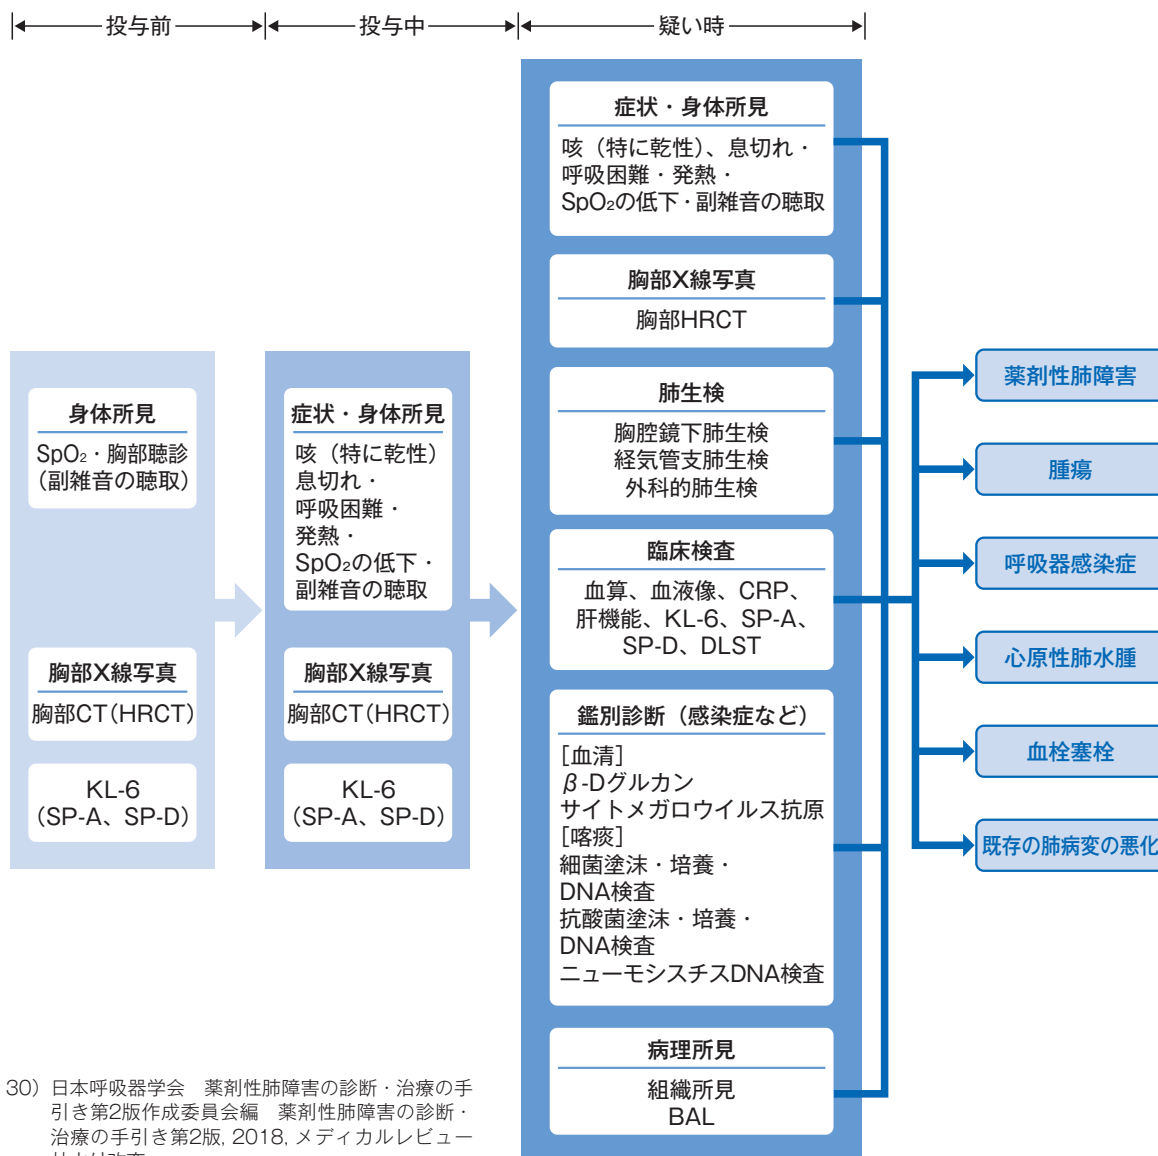 投与前
投与中
疑い時
身体所見
SpO₂・胸部聴診
(副雑音の聴取)
胸部X線写真
胸部CT(HRCT)
KL-6
(SP-A、SP-D)
症状・身体所見
咳(特に乾性)
息切れ・
呼吸困難・
発熱・
SpO₂の低下・
副雑音の聴取
胸部X線写真
胸部CT(HRCT)
KL-6
(SP-A、SP-D)
症状・身体所見
咳(特に乾性)、息切れ・
呼吸困難・発熱・
SpO₂の低下・副雑音の聴取
胸部X線写真
胸部HRCT
肺生検
胸腔鏡下肺生検
経気管支肺生検
外科的肺生検
臨床検査
血算、血液像、CRP、
肝機能、KL-6、SP-A、
SP-D、DLST
鑑別診断(感染症など)
[血清]
β-Dグルカン
サイトメガロウイルス抗原
[喀痰]
細菌塗沫・培養・
DNA検査
抗酸菌塗沫・培養・
DNA検査
ニューモシスチスDNA検査
病理所見
組織所見
BAL
薬剤性肺障害
腫瘍
呼吸器感染症
心原性肺水腫
血栓塞栓
既存の肺病変の悪化
30)日本呼吸器学会 薬剤性肺障害の診断・治療の手
引き第2版作成委員会編 薬剤性肺障害の診断・
治療の手引き第2版, 2018, メディカルレビュー